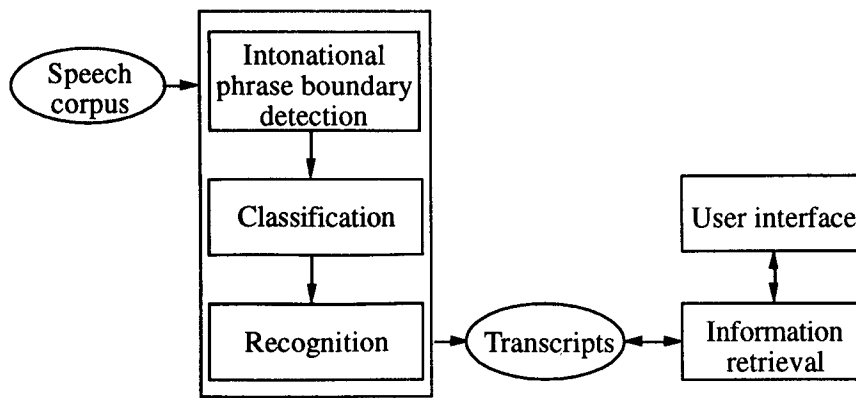 Speech
corpus
Intonational
phrase boundary
detection
Classification
Recognition
Transcripts
User interface
Information
retrieval